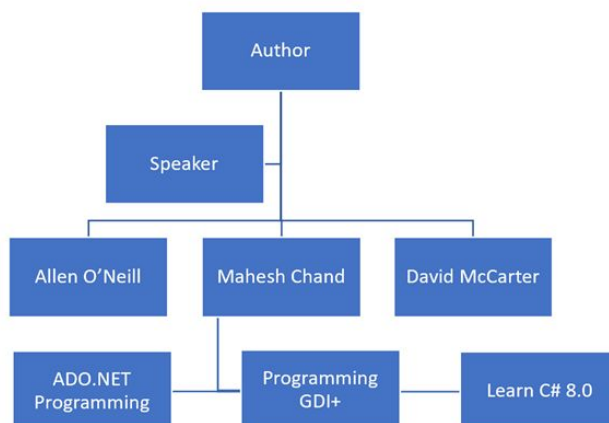 Author
Speaker
Allen O’Neill
Mahesh Chand
David McCarter
ADO.NET
Programming
Programming
GDI+
Learn C# 8.0